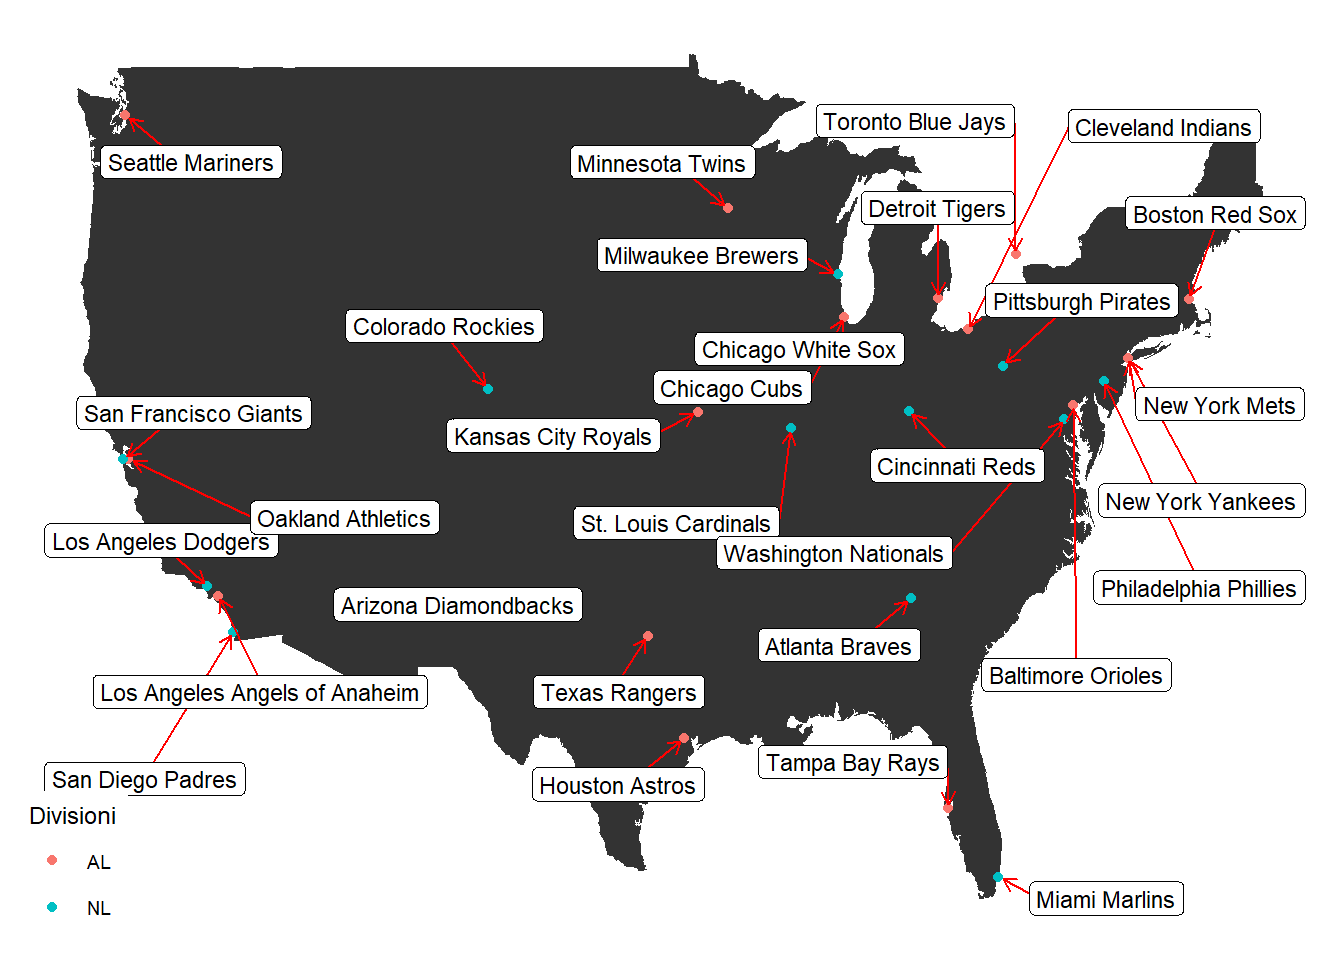 Toronto Blue Jays
Cleveland Indians
Seattle Mariners
Minnesota Twins
Detroit Tigers
Boston Red Sox
Milwaukee Brewers
Pittsburgh Pirates
Colorado Rockies
Chicago White Sox
Chicago Cubs
San Francisco Giants
New York Mets
Kansas City Royals
Cincinnati Reds
New York Yankees
Oakland Athletics
St. Louis Cardinals
Los Angeles Dodgers
Washington Nationals
Philadelphia Phillies
Arizona Diamondbacks
Atlanta Braves
Baltimore Orioles
Los Angeles Angels of Anaheim
Texas Rangers
Tampa Bay Rays
San Diego Padres
Houston Astros
Divisioni
AL
NL
Miami Marlins